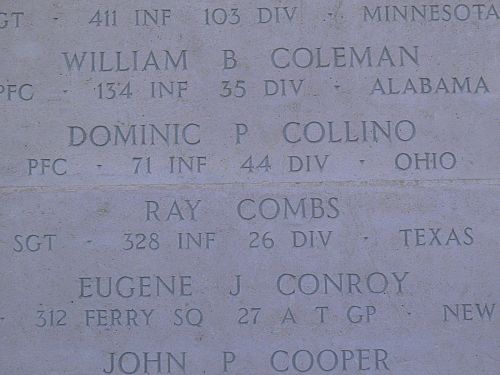 GT - 411 INF 103 DIV - MINNESOTA
WILLIAM B COLEMAN
PFC - 134 INF 35 DIV - ALABAMA
DOMINIC P COLLINO
PFC - 71 INF 44 DIV - OHIO
RAY COMBS
SGT - 328 INF 26 DIV - TEXAS
EUGENE J CONROY
- 312 FERRY SQ 27 A T GP - NEW
JOHN P COOPER